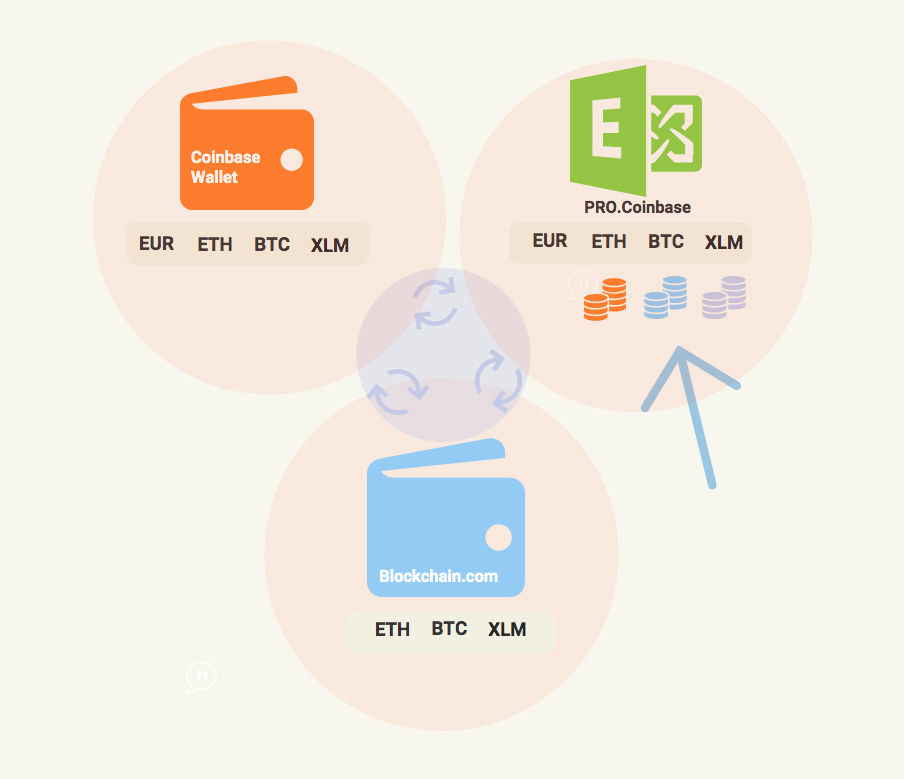 Coinbase
Wallet
EUR ETH BTC XLM
E
PRO.Coinbase
EUR ETH BTC XLM
Blockchain.com
ETH BTC XLM